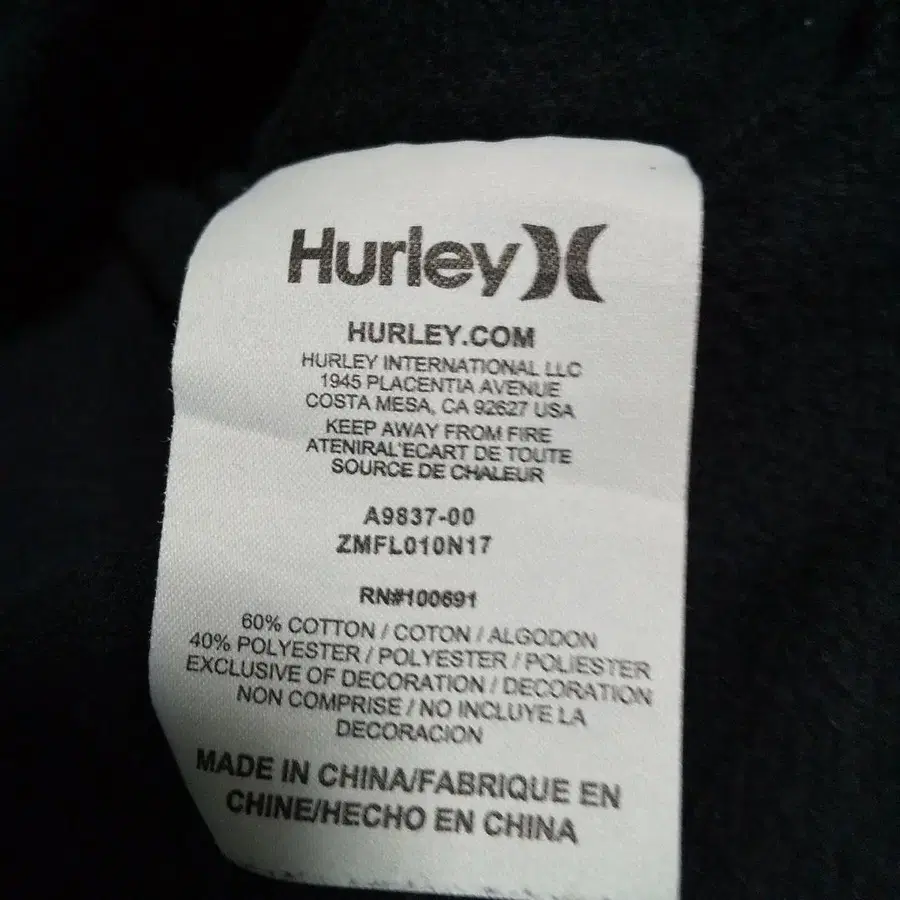 Hurley
HURLEY.COM
HURLEY INTERNATIONAL LLC
1945 PLACENTIA AVENUE
COSTA MESA, CA 92627 USA
KEEP AWAY FROM FIRE
ATENIRAL'ECART DE TOUTE
SOURCE DE CHALEUR
A9837-00
ZMFL010N17
RN#100691
60% COTTON / COTON / ALGODON
40% POLYESTER / POLYESTER / POLIESTER
EXCLUSIVE OF DECORATION / DECORATION
NON COMPRISE / NO INCLUYE LA
DECORACION
MADE IN CHINA/FABRIQUE EN
CHINE/HECHO EN CHINA